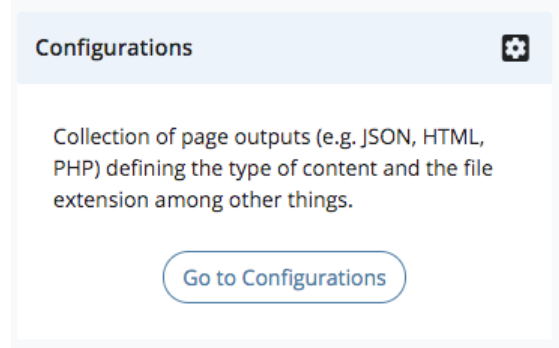 Configurations
Collection of page outputs (e.g. JSON, HTML,
PHP) defining the type of content and the file
extension among other things.
Go to Configurations